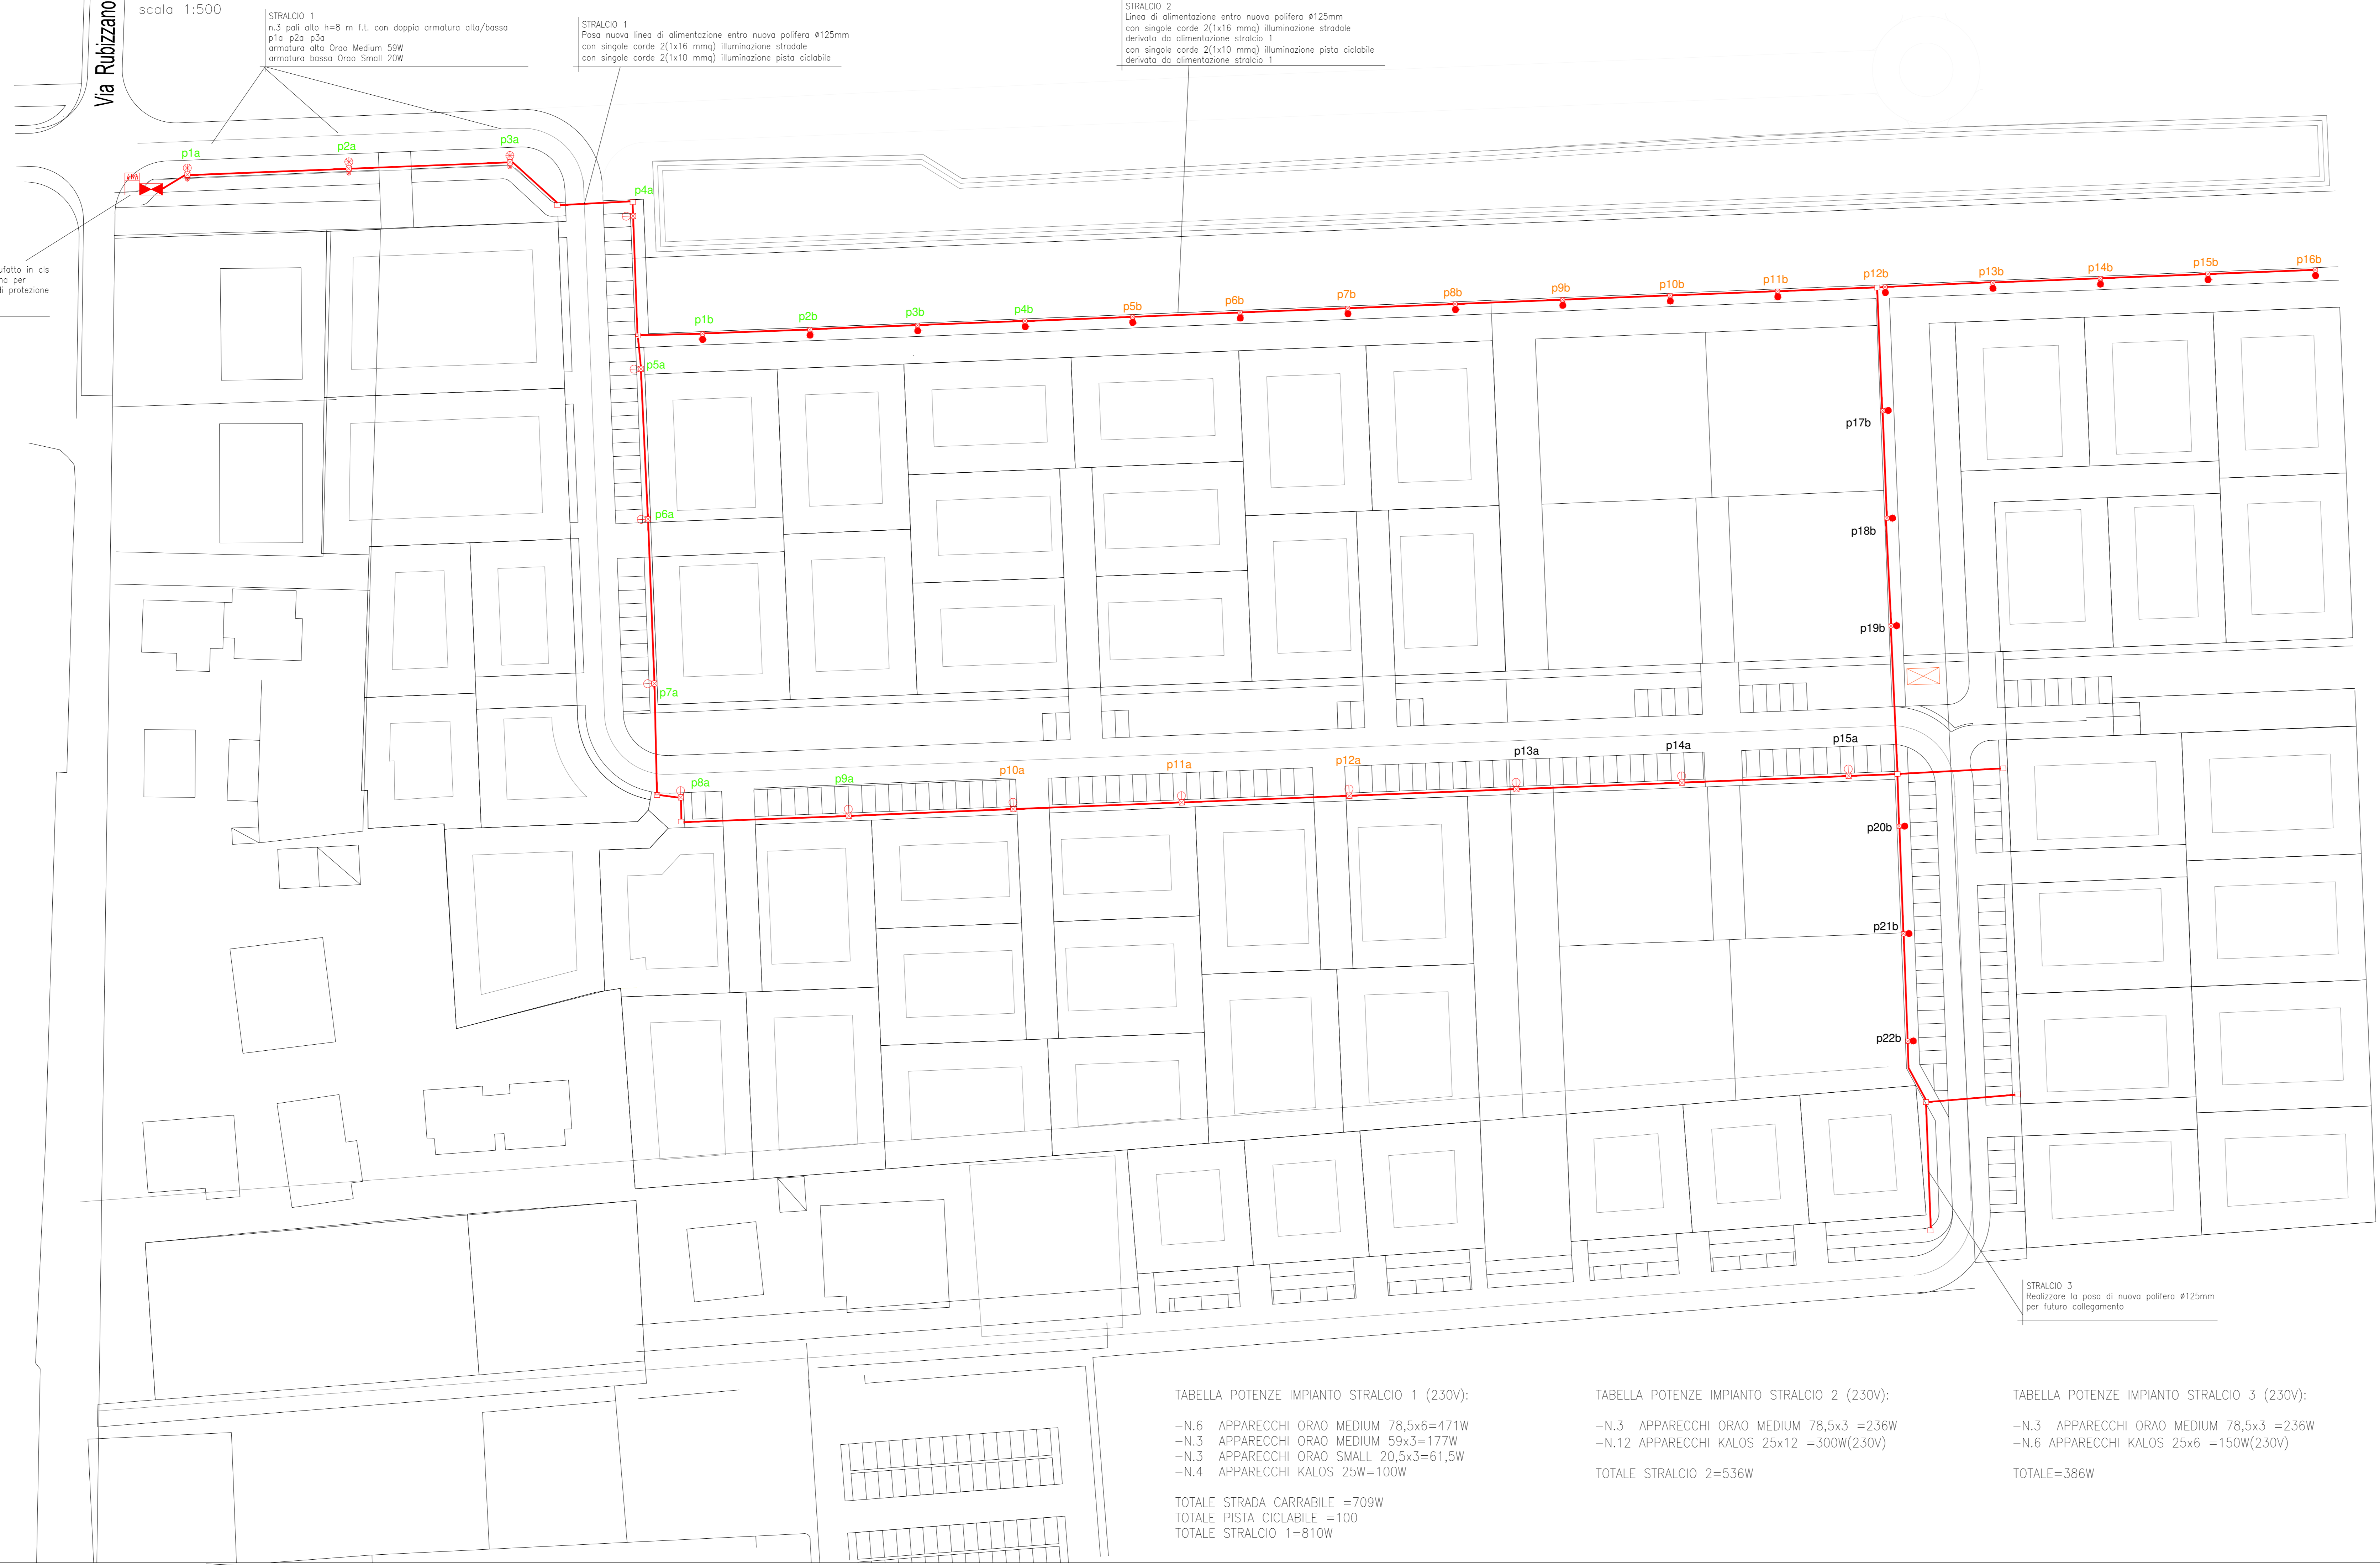 scala 1:500
Via Rubizzano
STRALCIO 1
n.3 pali alto h=8 m f.t. con doppia armatura alta/bassa
p1a-p2a-p3a
armatura alta Orao Medium 59W
armatura bassa Orao Small 20W
STRALCIO 1
Posa nuova linea di alimentazione entro nuova polifera ø125mm
con singole corde 2(1x16 mmq) illuminazione stradale
con singole corde 2(1x10 mmq) illuminazione pista ciclabile
STRALCIO 2
Linea di alimentazione entro nuova polifera ø125mm
con singole corde 2(1x16 mmq) illuminazione stradale
derivata da alimentazione stralcio 1
con singole corde 2(1x10 mmq) illuminazione pista ciclabile
derivata da alimentazione stralcio 1
p1a
p2a
p3a
p4a
ufatto in cls
na per
di protezione
p1b
p2b
p3b
p4b
p5b
p6b
p7b
p8b
p9b
p10b
p11b
p12b
p13b
p14b
p15b
p16b
p5a
p17b
p6a
p18b
p19b
p7a
p8a
p9a
p10a
p11a
p12a
p13a
p14a
p15a
p20b
p21b
p22b
STRALCIO 3
Realizzare la posa di nuova polifera ø125mm
per futuro collegamento
TABELLA POTENZE IMPIANTO STRALCIO 1 (230V):
-N.6 APPARECCHI ORAO MEDIUM 78,5x6=471W
-N.3 APPARECCHI ORAO MEDIUM 59x3=177W
-N.3 APPARECCHI ORAO SMALL 20,5x3=61,5W
-N.4 APPARECCHI KALOS 25W=100W
TOTALE STRADA CARRABILE =709W
TOTALE PISTA CICLABILE =100
TOTALE STRALCIO 1=810W
TABELLA POTENZE IMPIANTO STRALCIO 2 (230V):
-N.3 APPARECCHI ORAO MEDIUM 78,5x3 =236W
-N.12 APPARECCHI KALOS 25x12 =300W(230V)
TOTALE STRALCIO 2=536W
TABELLA POTENZE IMPIANTO STRALCIO 3 (230V):
-N.3 APPARECCHI ORAO MEDIUM 78,5x3 =236W
-N.6 APPARECCHI KALOS 25x6 =150W(230V)
TOTALE=386W